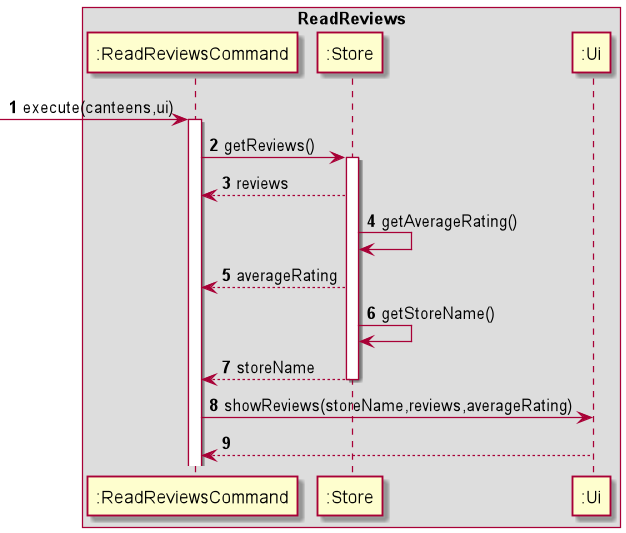 ReadReviews
:ReadReviewsCommand :Store :Ui
1 execute(canteens,ui)
2 getReviews()
3 reviews
4 getAverageRating()
5 averageRating
6 getStoreName()
7 storeName
8 showReviews(storeName,reviews,averageRating)
9
:ReadReviewsCommand :Store :Ui